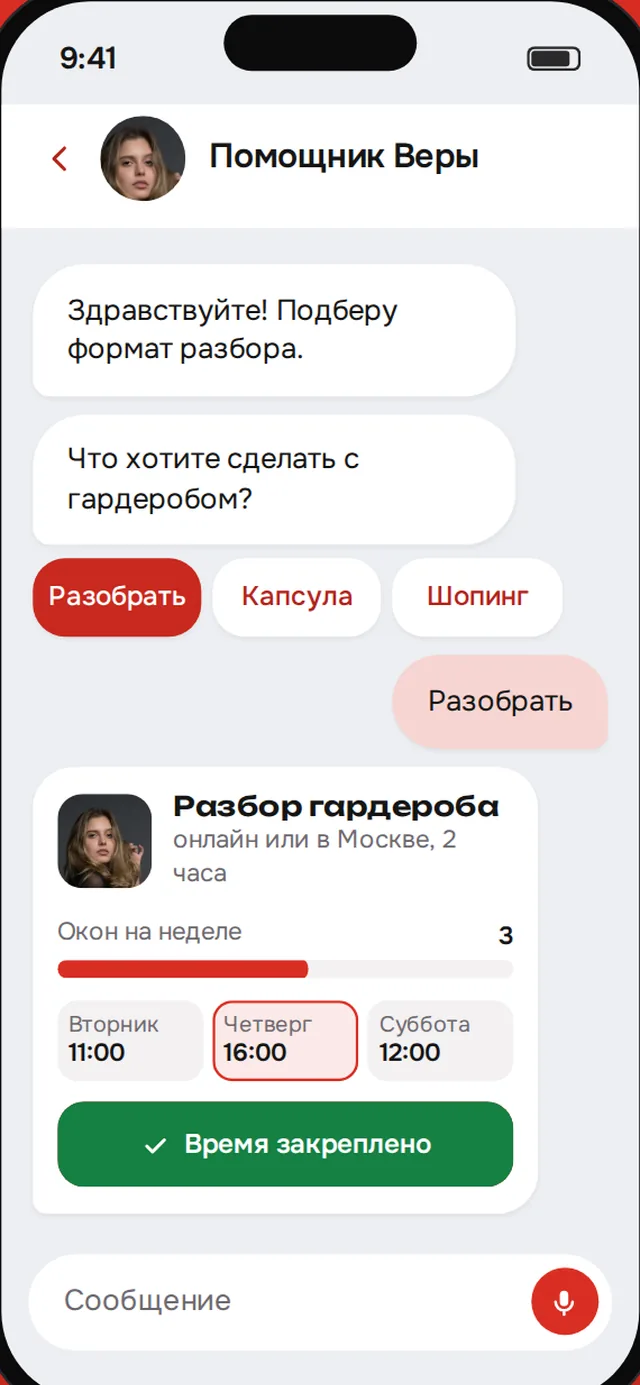 9:41
Помощник Веры
Здравствуйте! Подберу
формат разбора.
Что хотите сделать с
гардеробом?
Разобрать
Капсула
Шопинг
Разобрать
Разбор гардероба
онлайн или в Москве, 2
часа
Окон на неделе
3
Вторник
11:00
Четверг
16:00
Суббота
12:00
Время закреплено
Сообщение